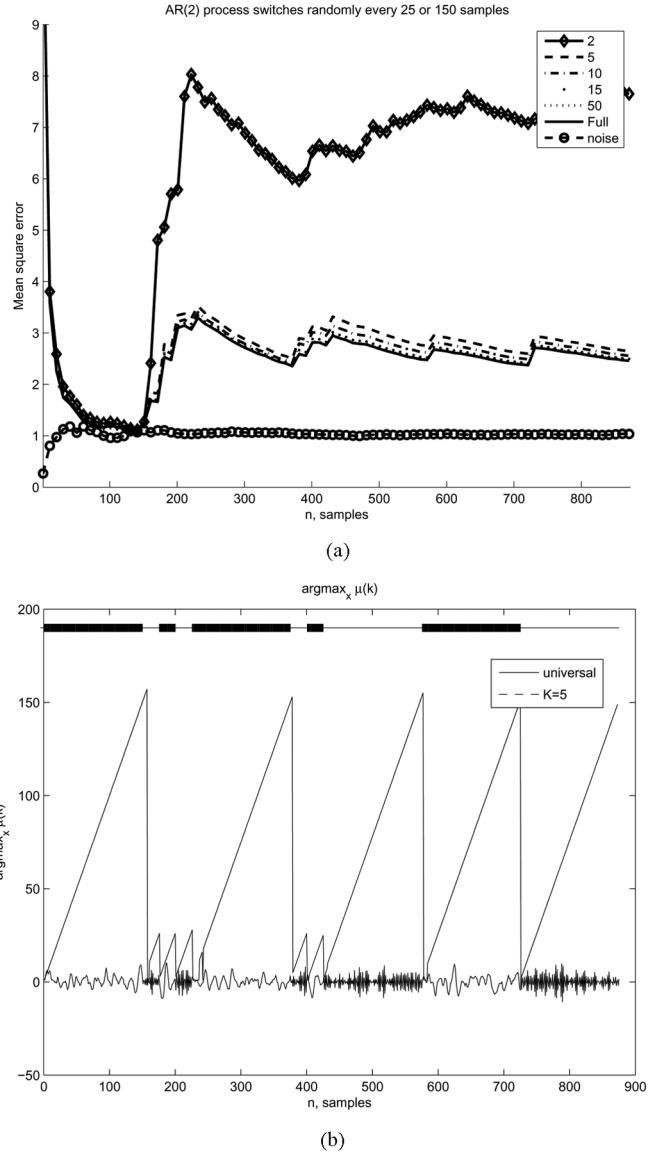 AR(2) process switches randomly every 25 or 150 samples
9
8
7
6
5
4
3
2
1
0
Mean square error
2
5
10
15
50
Full
noise
100 200 300 400 500 600 700 800
n, samples
(a)
argmaxₓ μ(k)
200
150
100
50
0
−50
argmaxₓ μ(k)
universal
K=5
0 100 200 300 400 500 600 700 800 900
n, samples
(b)